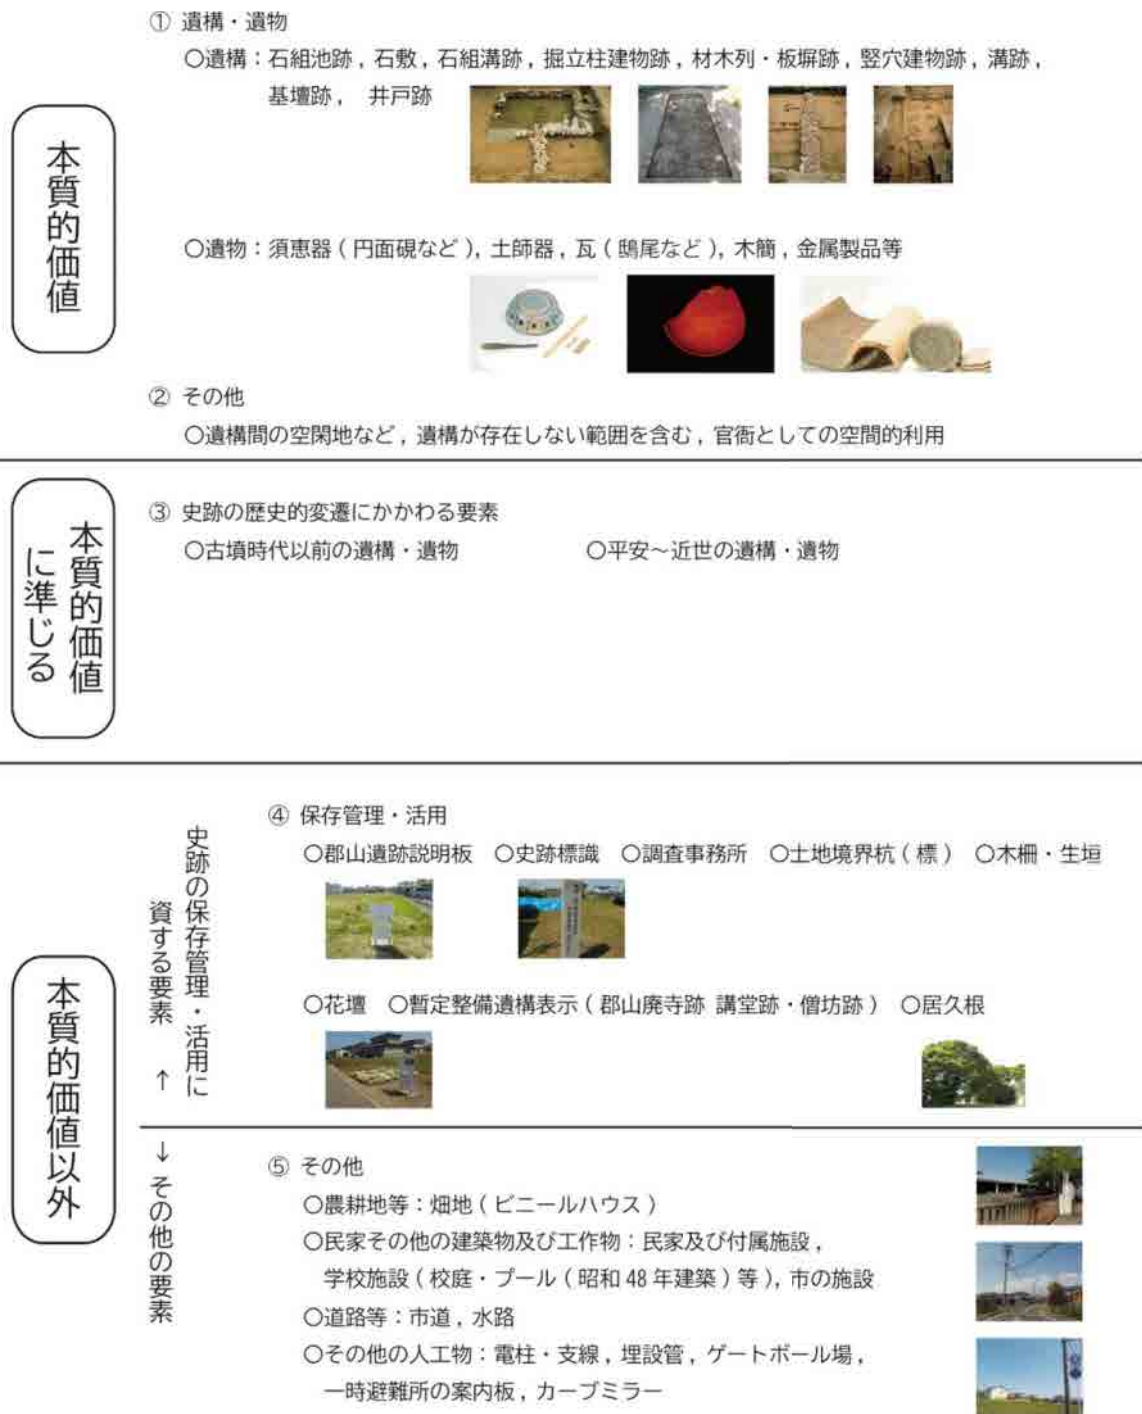 本質的価値
① 遺構・遺物
○遺構：石組池跡，石敷，石組溝跡，掘立柱建物跡，材木列・板塀跡，竪穴建物跡，溝跡，
基壇跡， 井戸跡
○遺物：須恵器（円面硯など），土師器，瓦（鴟尾など），木簡，金属製品等
② その他
○遺構間の空閑地など，遺構が存在しない範囲を含む，官衙としての空間的利用
本質的価値
に準じる
③ 史跡の歴史的変遷にかかわる要素
○古墳時代以前の遺構・遺物 ○平安～近世の遺構・遺物
本質的価値以外
史跡の保存管理・活用に
資する要素 ↑
④ 保存管理・活用
○郡山遺跡説明板 ○史跡標識 ○調査事務所 ○土地境界杭（標） ○木柵・生垣
○花壇 ○暫定整備遺構表示（郡山廃寺跡 講堂跡・僧坊跡） ○居久根
↓ その他の要素
⑤ その他
○農耕地等：畑地（ビニールハウス）
○民家その他の建築物及び工作物：民家及び付属施設，
学校施設（校庭・プール（昭和 48 年建築）等），市の施設
○道路等：市道，水路
○その他の人工物：電柱・支線，埋設管，ゲートボール場，
一時避難所の案内板，カーブミラー